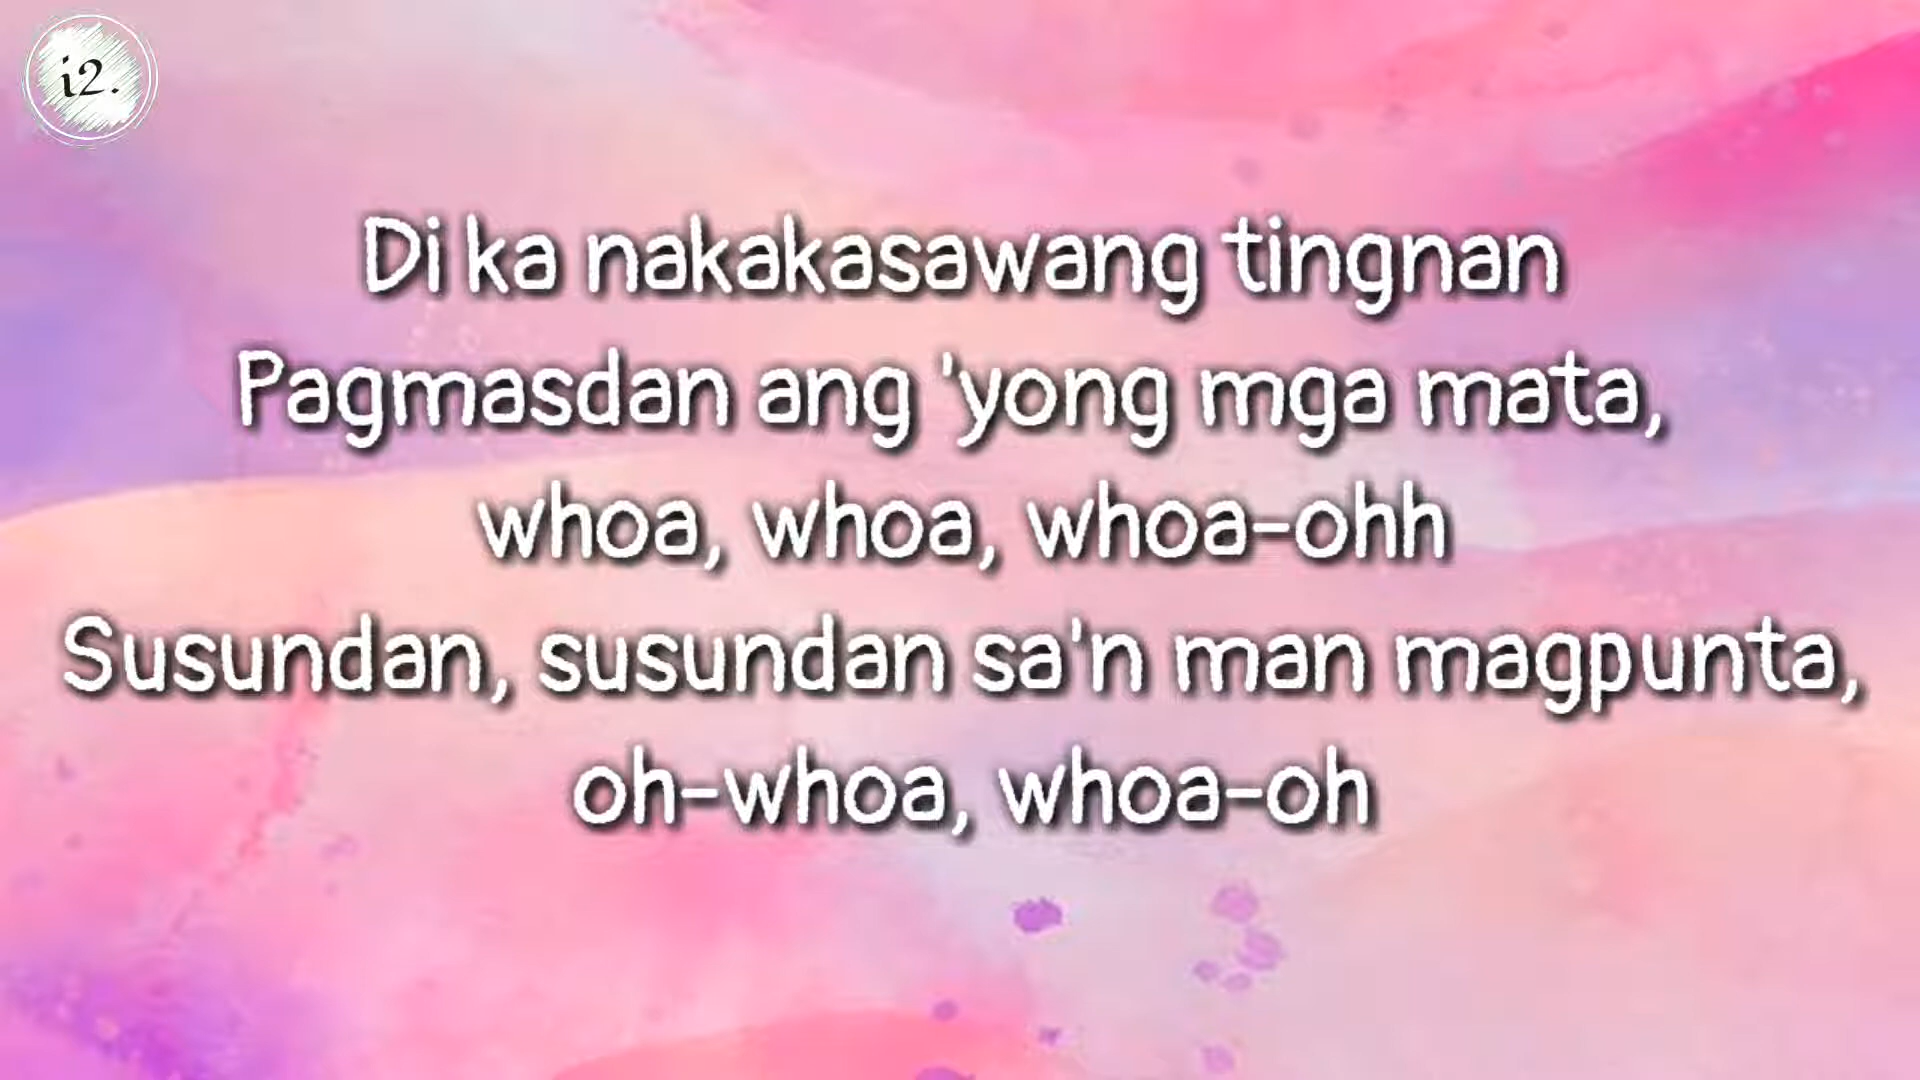 i2.
Di ka nakakasawang tingnan
Pagmasdan ang 'yong mga mata,
whoa, whoa, whoa-ohh
Susundan, susundan sa'n man magpunta,
oh-whoa, whoa-oh